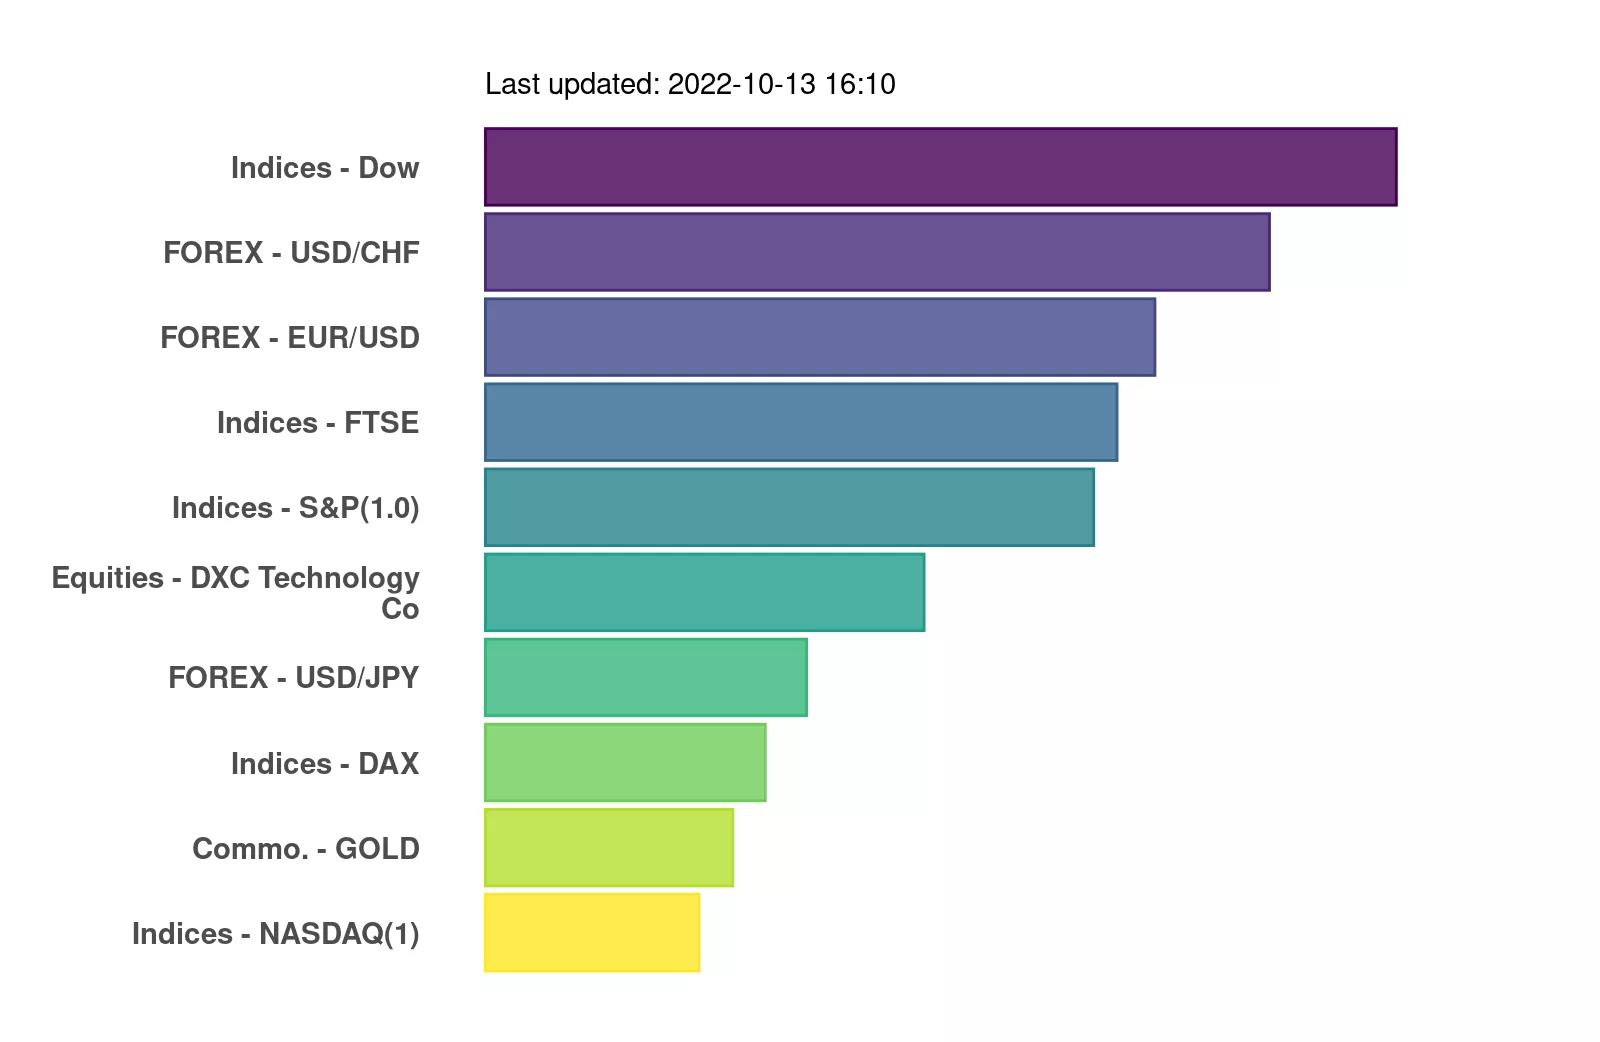 Last updated: 2022-10-13 16:10
Indices - Dow
FOREX - USD/CHF
FOREX - EUR/USD
Indices - FTSE
Indices - S&P(1.0)
Equities - DXC Technology
Co
FOREX - USD/JPY
Indices - DAX
Commo. - GOLD
Indices - NASDAQ(1)